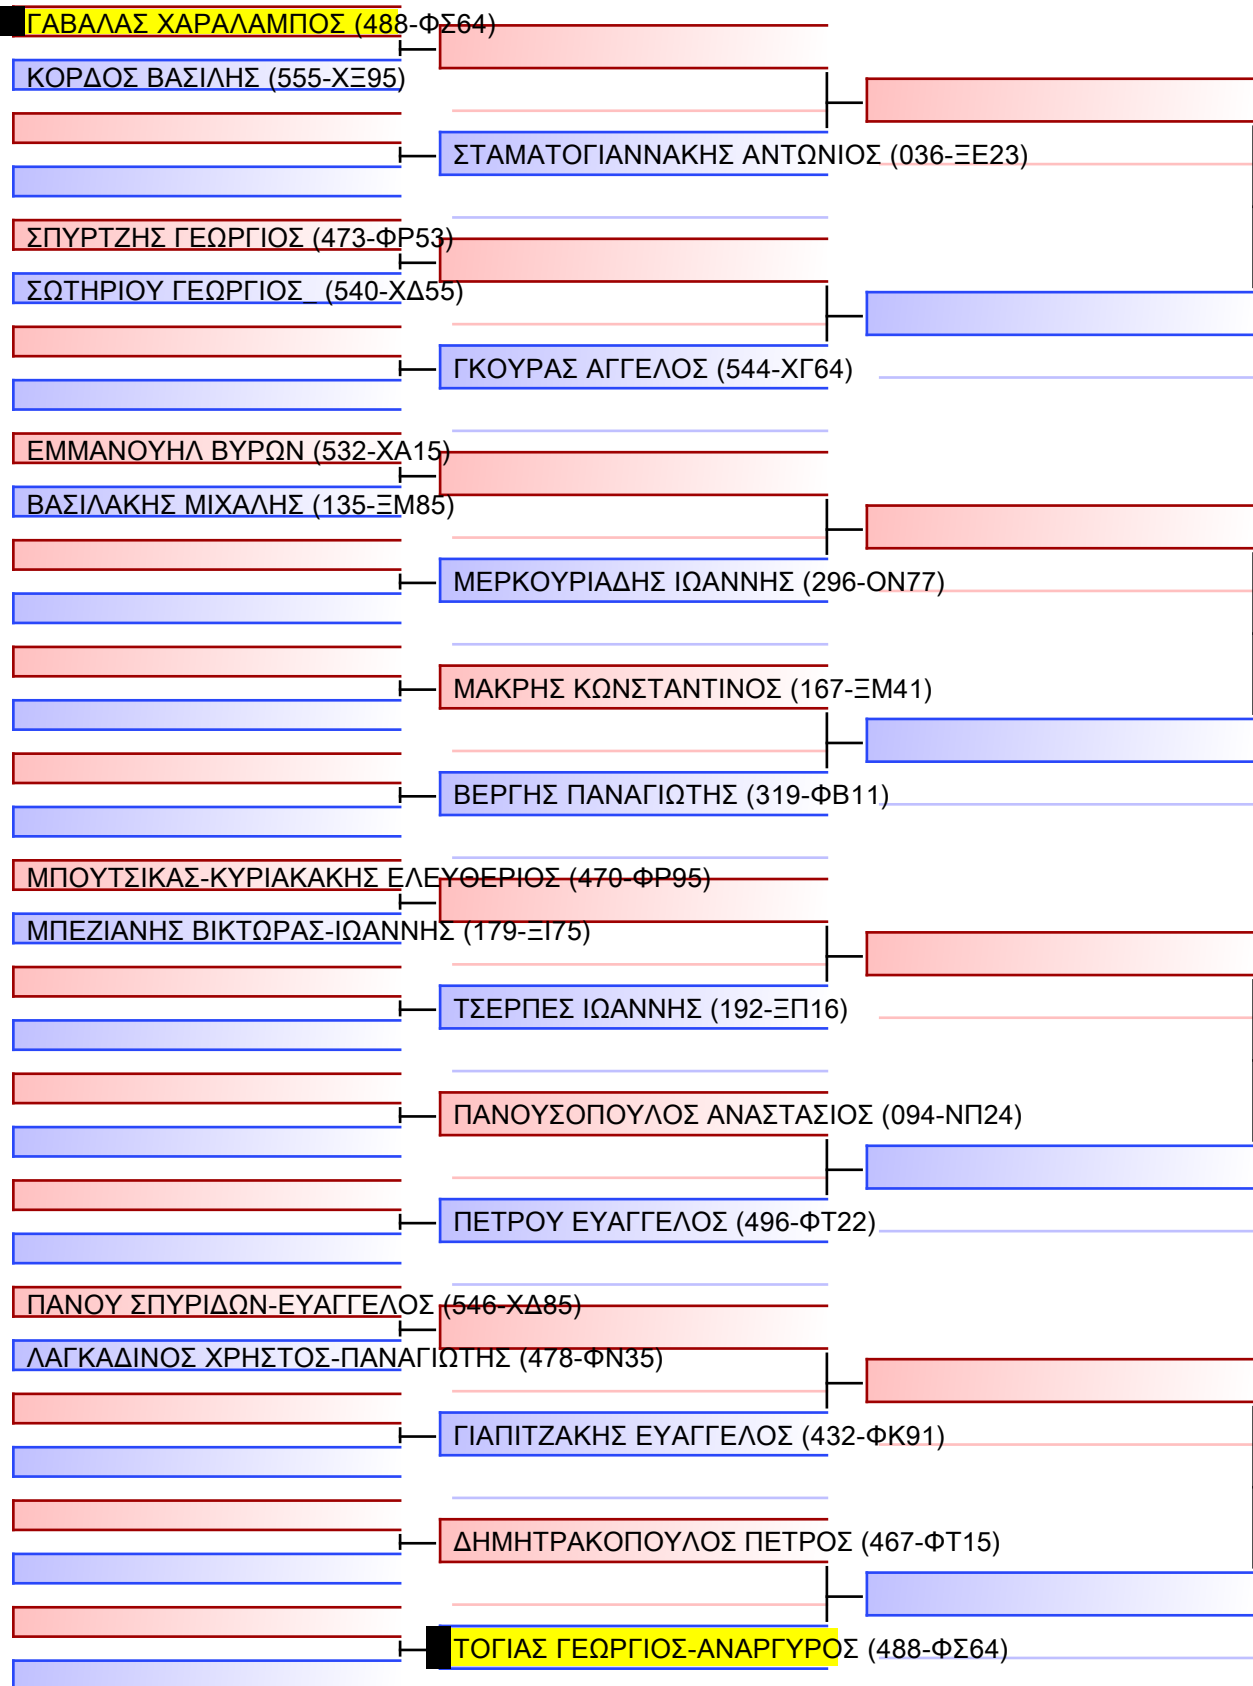 ΓΑΒΑΛΑΣ ΧΑΡΑΛΑΜΠΟΣ (488-ΦΣ64)
ΚΟΡΔΟΣ ΒΑΣΙΛΗΣ (555-ΧΞ95)
ΣΤΑΜΑΤΟΓΙΑΝΝΑΚΗΣ ΑΝΤΩΝΙΟΣ (036-ΞΕ23)
ΣΠΥΡΤΖΗΣ ΓΕΩΡΓΙΟΣ (473-ΦΡ53)
ΣΩΤΗΡΙΟΥ ΓΕΩΡΓΙΟΣ_ (540-ΧΔ55)
ΓΚΟΥΡΑΣ ΑΓΓΕΛΟΣ (544-ΧΓ64)
ΕΜΜΑΝΟΥΗΛ ΒΥΡΩΝ (532-ΧΑ15)
ΒΑΣΙΛΑΚΗΣ ΜΙΧΑΛΗΣ (135-ΞΜ85)
ΜΕΡΚΟΥΡΙΑΔΗΣ ΙΩΑΝΝΗΣ (296-ΟΝ77)
ΜΑΚΡΗΣ ΚΩΝΣΤΑΝΤΙΝΟΣ (167-ΞΜ41)
ΒΕΡΓΗΣ ΠΑΝΑΓΙΩΤΗΣ (319-ΦΒ11)
ΜΠΟΥΤΣΙΚΑΣ-ΚΥΡΙΑΚΑΚΗΣ ΕΛΕΥΘΕΡΙΟΣ (470-ΦΡ95)
ΜΠΕΖΙΑΝΗΣ ΒΙΚΤΩΡΑΣ-ΙΩΑΝΝΗΣ (179-ΞΙ75)
ΤΣΕΡΠΕΣ ΙΩΑΝΝΗΣ (192-ΞΠ16)
ΠΑΝΟΥΣΟΠΟΥΛΟΣ ΑΝΑΣΤΑΣΙΟΣ (094-ΝΠ24)
ΠΕΤΡΟΥ ΕΥΑΓΓΕΛΟΣ (496-ΦΤ22)
ΠΑΝΟΥ ΣΠΥΡΙΔΩΝ-ΕΥΑΓΓΕΛΟΣ (546-ΧΔ85)
ΛΑΓΚΑΔΙΝΟΣ ΧΡΗΣΤΟΣ-ΠΑΝΑΓΙΩΤΗΣ (478-ΦΝ35)
ΓΙΑΠΙΤΖΑΚΗΣ ΕΥΑΓΓΕΛΟΣ (432-ΦΚ91)
ΔΗΜΗΤΡΑΚΟΠΟΥΛΟΣ ΠΕΤΡΟΣ (467-ΦΤ15)
ΤΟΓΙΑΣ ΓΕΩΡΓΙΟΣ-ΑΝΑΡΓΥΡΟΣ (488-ΦΣ64)